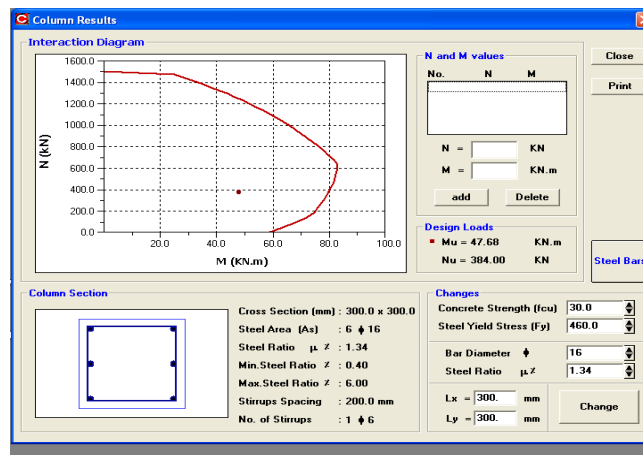 Column Results
Interaction Diagram
1600.0
1400.0
1200.0
1000.0
800.0
600.0
400.0
200.0
0.0
20.0 40.0 60.0 80.0 100.0
N (kN)
M (KN.m)
N and M values
No. N M
N = KN
M = KN.m
add Delete
Design Loads
Mu = 47.68 KN.m
Nu = 384.00 KN
Close
Print
Steel Bars
Column Section
Cross Section (mm) : 300.0 x 300.0
Steel Area (As) : 6 ϕ 16
Steel Ratio μ % : 1.34
Min.Steel Ratio % : 0.40
Max.Steel Ratio % : 6.00
Stirrups Spacing : 200.0 mm
No. of Stirrups : 1 ϕ 6
Changes
Concrete Strength (fcu) 30.0
Steel Yield Stress (Fy) 460.0
Bar Diameter ϕ 16
Steel Ratio μ % 1.34
Lx = 300. mm
Ly = 300. mm
Change